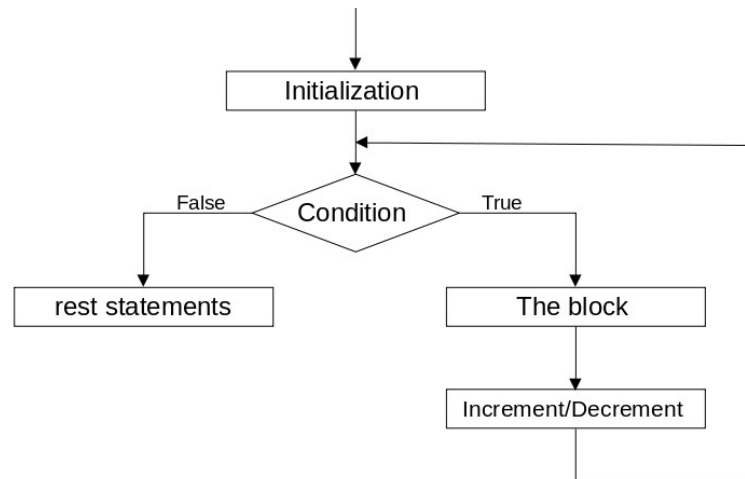 Initialization
False
Condition
True
rest statements
The block
Increment/Decrement